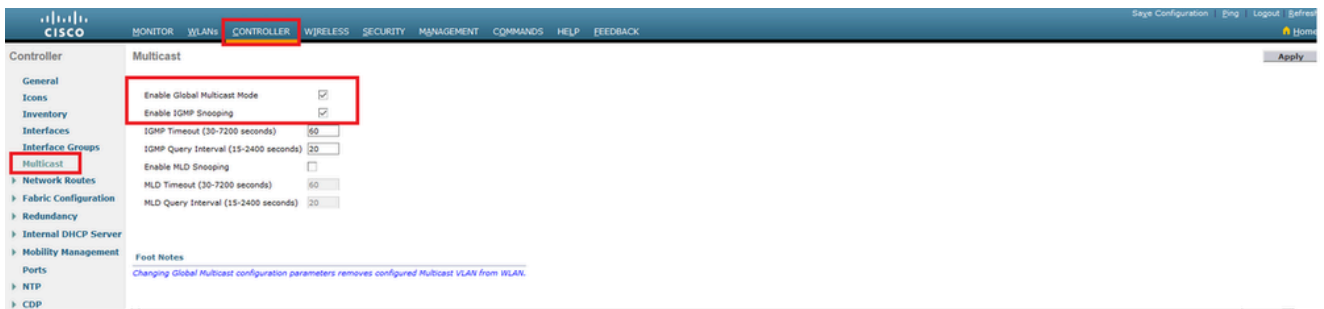 Save Configuration | Ping | Logout | Refresh
CISCO MONITOR WLANs CONTROLLER WIRELESS SECURITY MANAGEMENT COMMANDS HELP FEEDBACK Home
Controller Multicast Apply
General
Icons
Inventory
Interfaces
Interface Groups
Multicast
Network Routes
Fabric Configuration
Redundancy
Internal DHCP Server
Mobility Management
Ports
NTP
CDP
Enable Global Multicast Mode
Enable IGMP Snooping
IGMP Timeout (30-7200 seconds) 60
IGMP Query Interval (15-2400 seconds) 20
Enable MLD Snooping
MLD Timeout (30-7200 seconds) 60
MLD Query Interval (15-2400 seconds) 20
Foot Notes
Changing Global Multicast configuration parameters removes configured Multicast VLAN from WLAN.